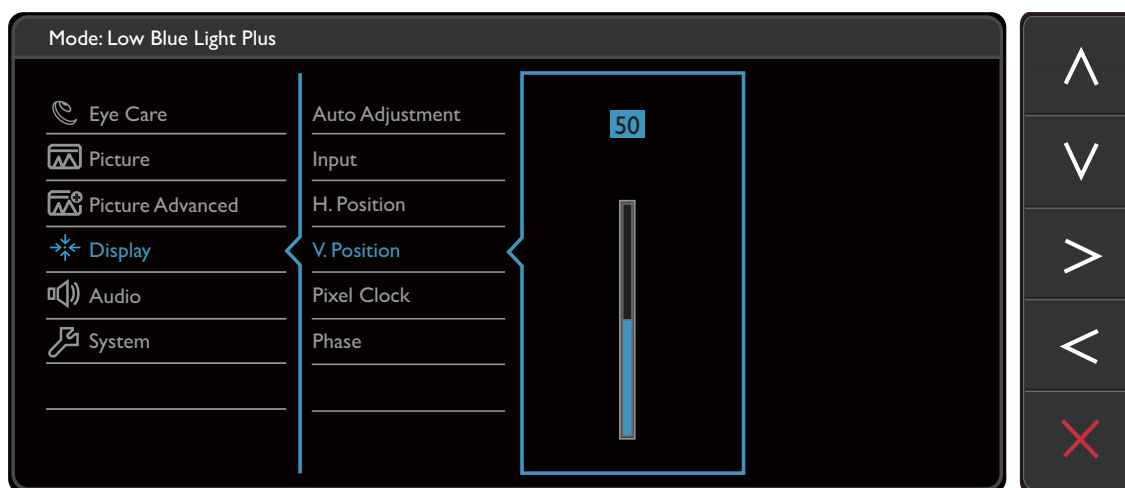 Mode: Low Blue Light Plus
Eye Care
Picture
Picture Advanced
Display
Audio
System
Auto Adjustment
Input
H. Position
V. Position
Pixel Clock
Phase
50